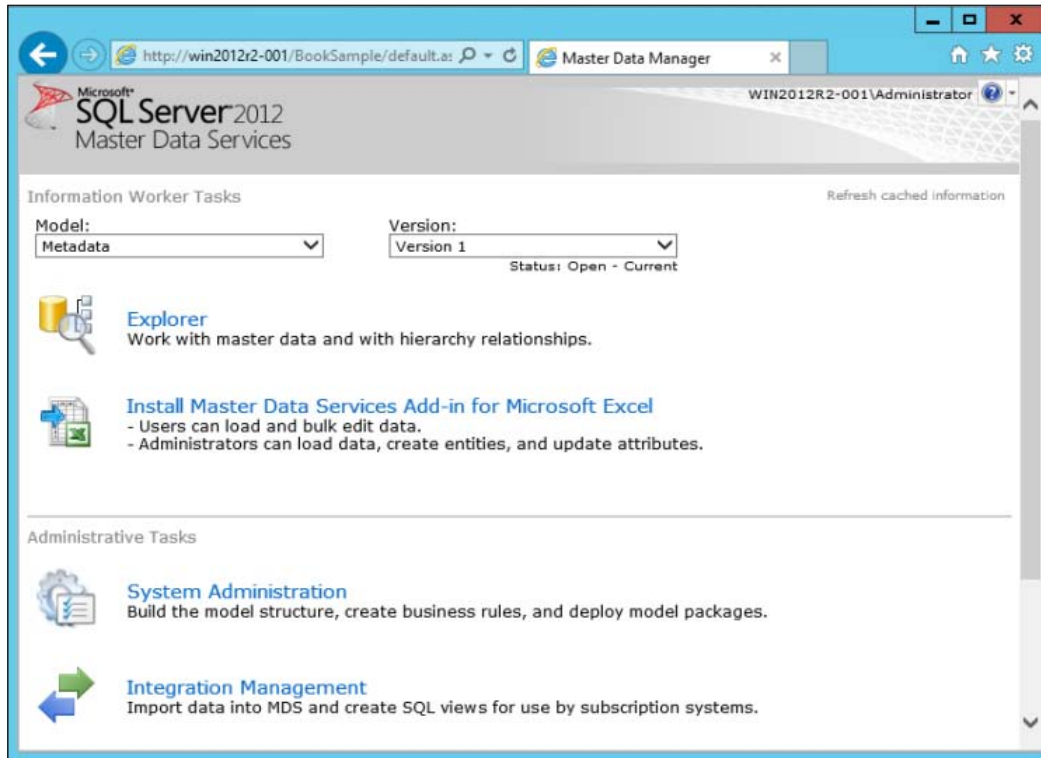 http://win2012r2-001/BookSample/default.a:
Master Data Manager
Microsoft®
SQL Server® 2012
Master Data Services
WIN2012R2-001\Administrator
Information Worker Tasks
Refresh cached information
Model:
Version:
Metadata
Version 1
Status: Open - Current
Explorer
Work with master data and with hierarchy relationships.
Install Master Data Services Add-in for Microsoft Excel
- Users can load and bulk edit data.
- Administrators can load data, create entities, and update attributes.
Administrative Tasks
System Administration
Build the model structure, create business rules, and deploy model packages.
Integration Management
Import data into MDS and create SQL views for use by subscription systems.